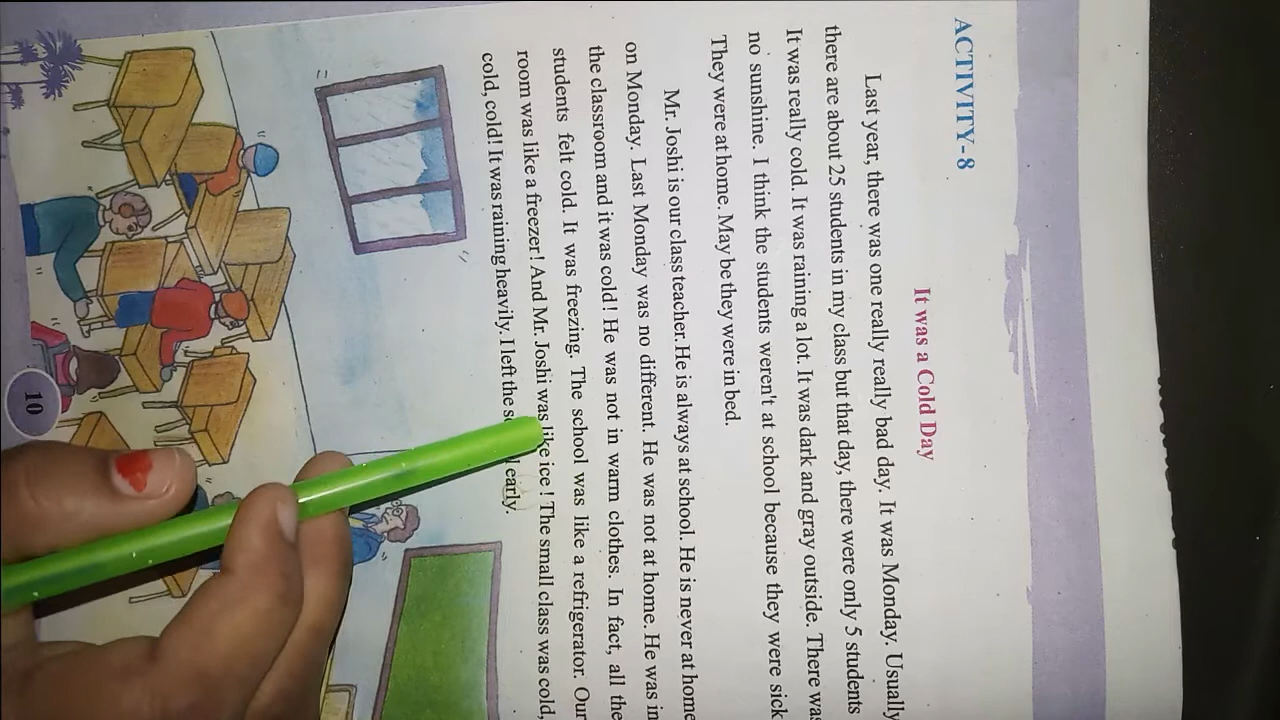 ACTIVITY-8
It was a Cold Day
Last year, there was one really really bad day. It was Monday. Usually
there are about 25 students in my class but that day, there were only 5 students
It was really cold. It was raining a lot. It was dark and gray outside. There was
no sunshine. I think the students weren't at school because they were sick
They were at home. May be they were in bed.
Mr. Joshi is our class teacher. He is always at school. He is never at home
on Monday. Last Monday was no different. He was not at home. He was in
the classroom and it was cold! He was not in warm clothes. In fact, all the
students felt cold. It was freezing. The school was like a refrigerator. Our
room was like a freezer! And Mr. Joshi was like ice! The small class was cold,
cold, cold! It was raining heavily. I left the early.
10